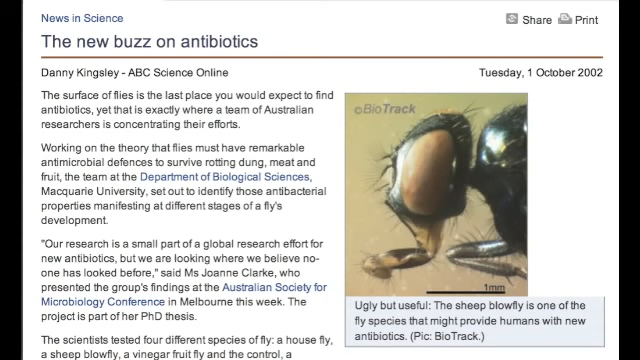 News in Science
Share Print
The new buzz on antibiotics
Danny Kingsley - ABC Science Online
Tuesday, 1 October 2002
The surface of flies is the last place you would expect to find
antibiotics, yet that is exactly where a team of Australian
researchers is concentrating their efforts.
Working on the theory that flies must have remarkable
antimicrobial defences to survive rotting dung, meat and
fruit, the team at the Department of Biological Sciences,
Macquarie University, set out to identify those antibacterial
properties manifesting at different stages of a fly's
development.
"Our research is a small part of a global research effort for
new antibiotics, but we are looking where we believe no-
one has looked before," said Ms Joanne Clarke, who
presented the group's findings at the Australian Society for
Microbiology Conference in Melbourne this week. The
project is part of her PhD thesis.
The scientists tested four different species of fly: a house fly,
a sheep blowfly, a vinegar fruit fly and the control, a
©BioTrack
1mm
Ugly but useful: The sheep blowfly is one of the
fly species that might provide humans with new
antibiotics. (Pic: BioTrack.)